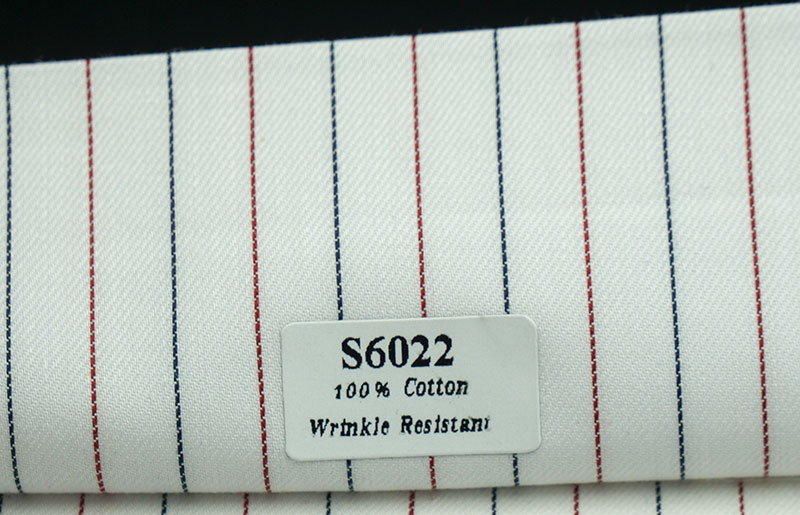 S6022
100% Cotton
Wrinkle Resistant